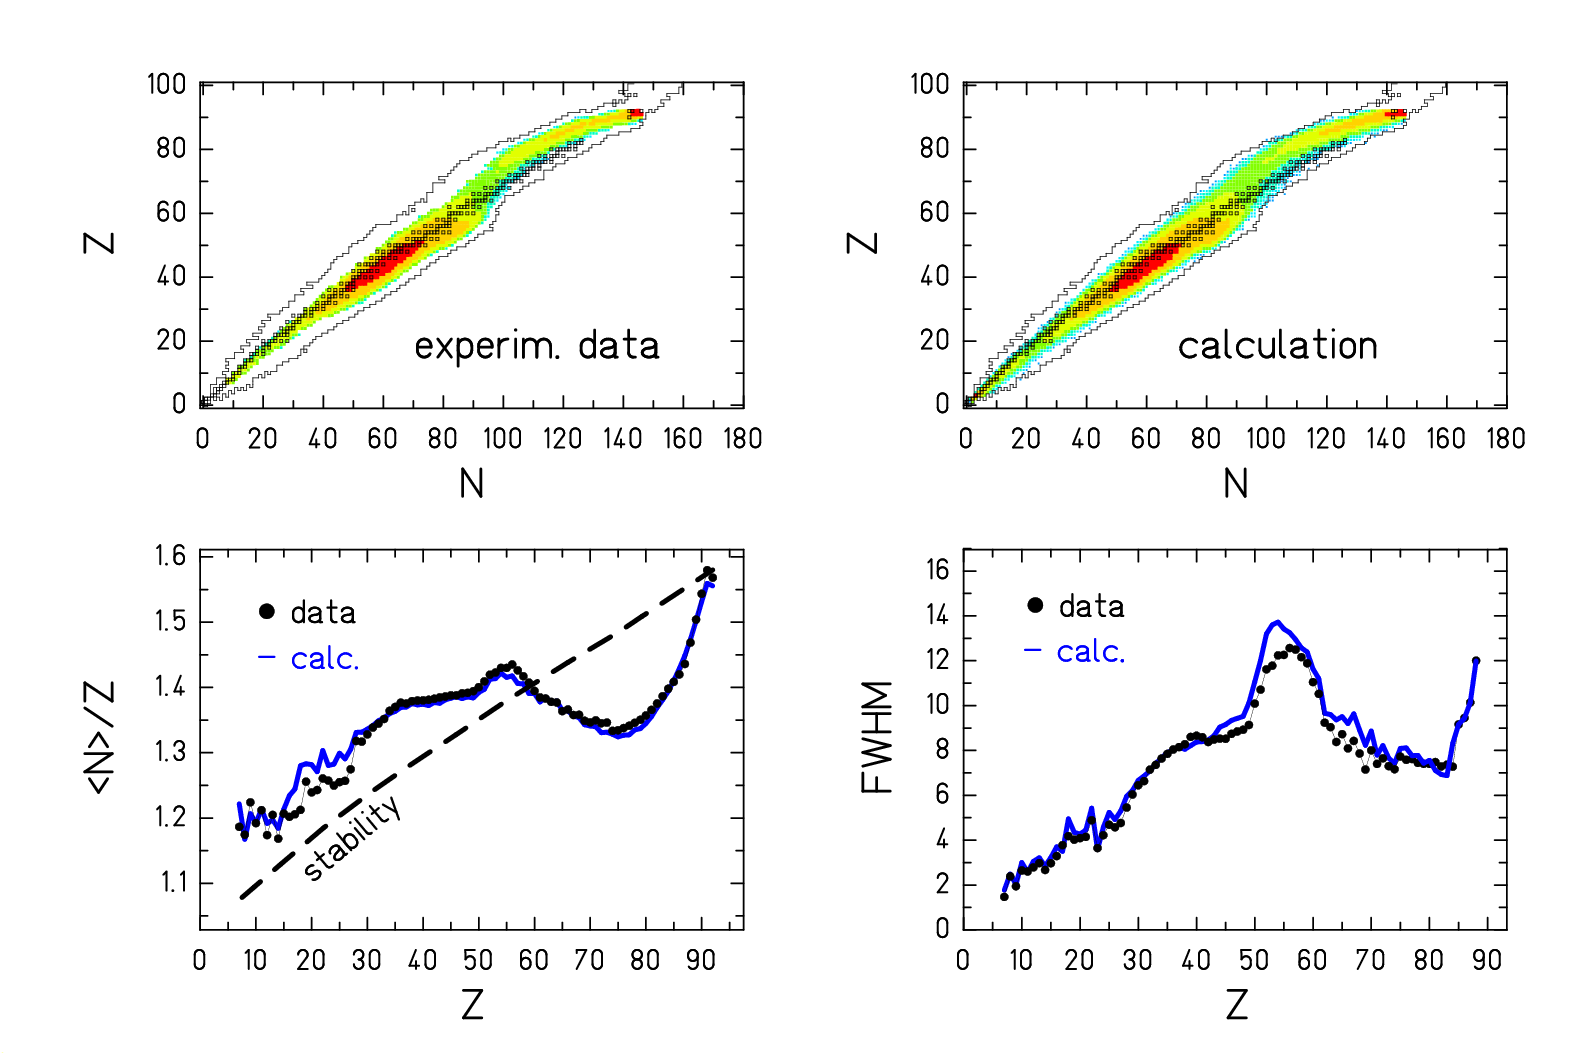 100
80
60
40
20
0
Z
experim. data
0 20 40 60 80 100 120 140 160 180
N
100
80
60
40
20
0
Z
calculation
0 20 40 60 80 100 120 140 160 180
N
1.6
1.5
1.4
1.3
1.2
1.1
<N>/Z
data
calc.
stability
0 10 20 30 40 50 60 70 80 90
Z
16
14
12
10
8
6
4
2
0
FWHM
data
calc.
0 10 20 30 40 50 60 70 80 90
Z